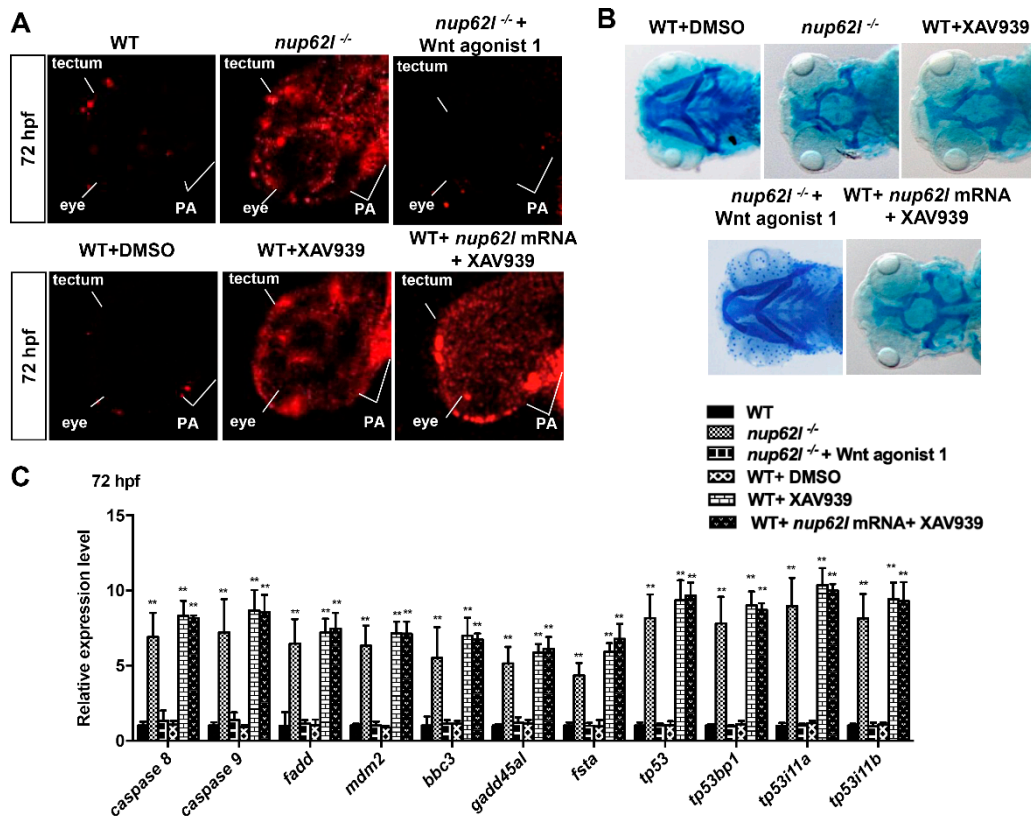 A
WT
nup62l -/-
nup62l -/- +
Wnt agonist 1
72 hpf
tectum
eye
PA
tectum
eye
PA
tectum
eye
PA
WT+DMSO
WT+XAV939
WT+ nup62l mRNA
+ XAV939
72 hpf
tectum
eye
PA
tectum
eye
PA
tectum
eye
PA
B
WT+DMSO
nup62l -/-
WT+XAV939
nup62l -/- +
Wnt agonist 1
WT+ nup62l mRNA
+ XAV939
WT
nup62l -/-
nup62l -/- + Wnt agonist 1
WT+ DMSO
WT+ XAV939
WT+ nup62l mRNA+ XAV939
C
72 hpf
Relative expression level
15
10
5
0
** ** **
** ** **
** ** **
** ** **
** ** **
** ** **
** ** **
** ** **
** ** **
** ** **
** ** **
caspase 8
caspase 9
fadd
mdm2
bbc3
gadd45al
fsta
tp53
tp53bp1
tp53i11a
tp53i11b